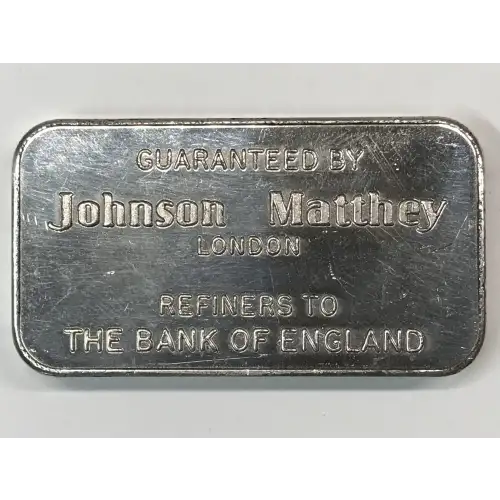 GUARANTEED BY
Johnson Matthey
LONDON
REFINERS TO
THE BANK OF ENGLAND